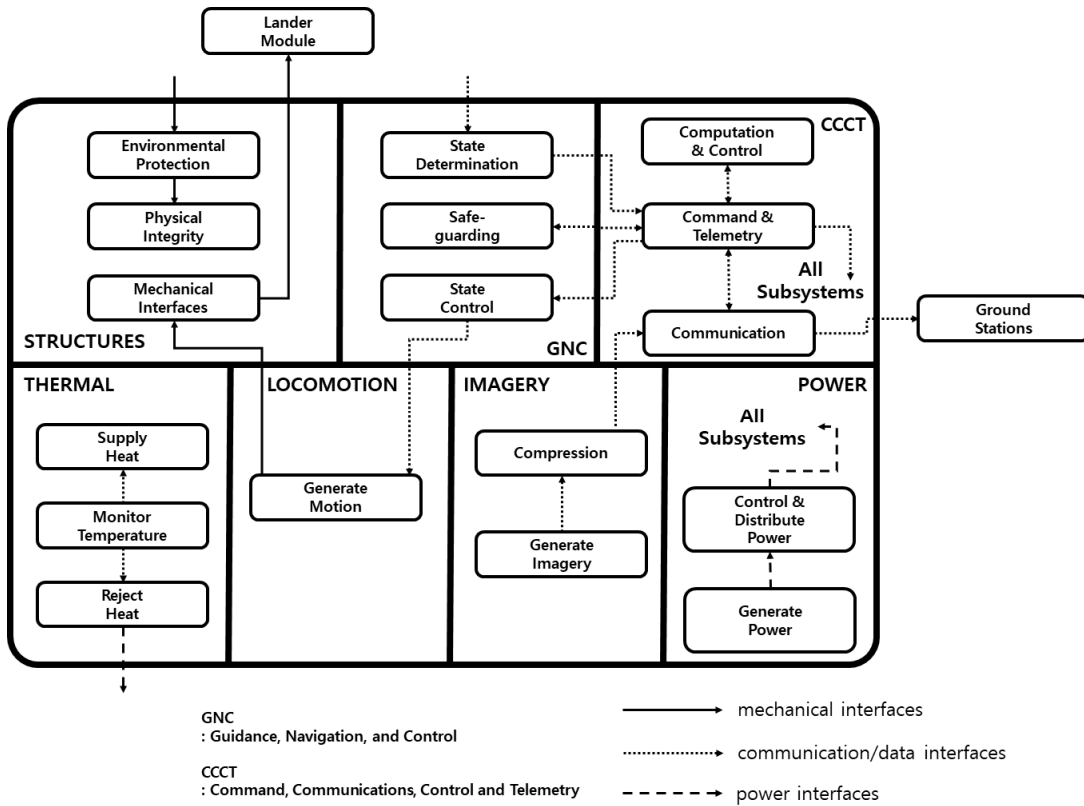 Lander
Module
Environmental
Protection
Physical
Integrity
Mechanical
Interfaces
STRUCTURES
State
Determination
Safe-
guarding
State
Control
GNC
CCCT
Computation
& Control
Command &
Telemetry
All
Subsystems
Communication
Ground
Stations
THERMAL
Supply
Heat
Monitor
Temperature
Reject
Heat
LOCOMOTION
Generate
Motion
IMAGERY
Compression
Generate
Imagery
POWER
All
Subsystems
Control &
Distribute
Power
Generate
Power
GNC
: Guidance, Navigation, and Control
CCCT
: Command, Communications, Control and Telemetry
mechanical interfaces
communication/data interfaces
power interfaces